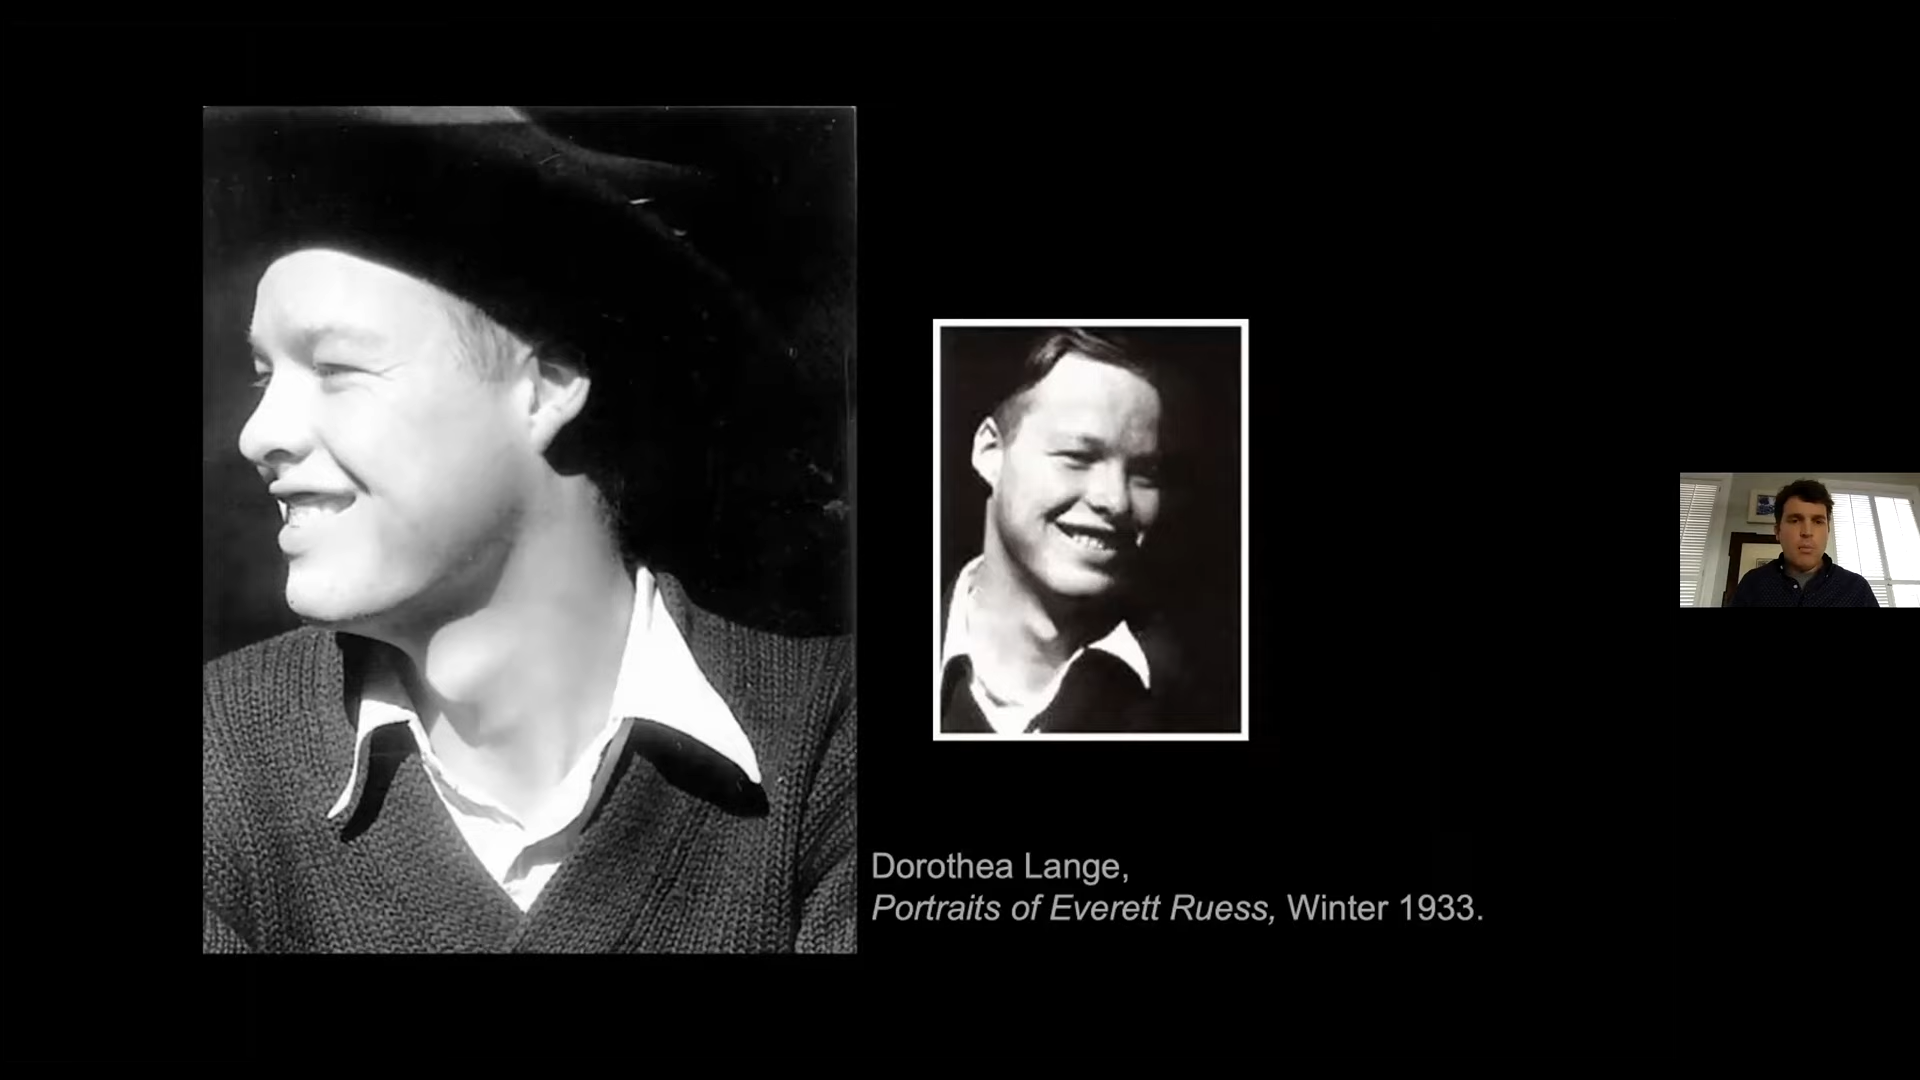 Dorothea Lange,
Portraits of Everett Ruess, Winter 1933.